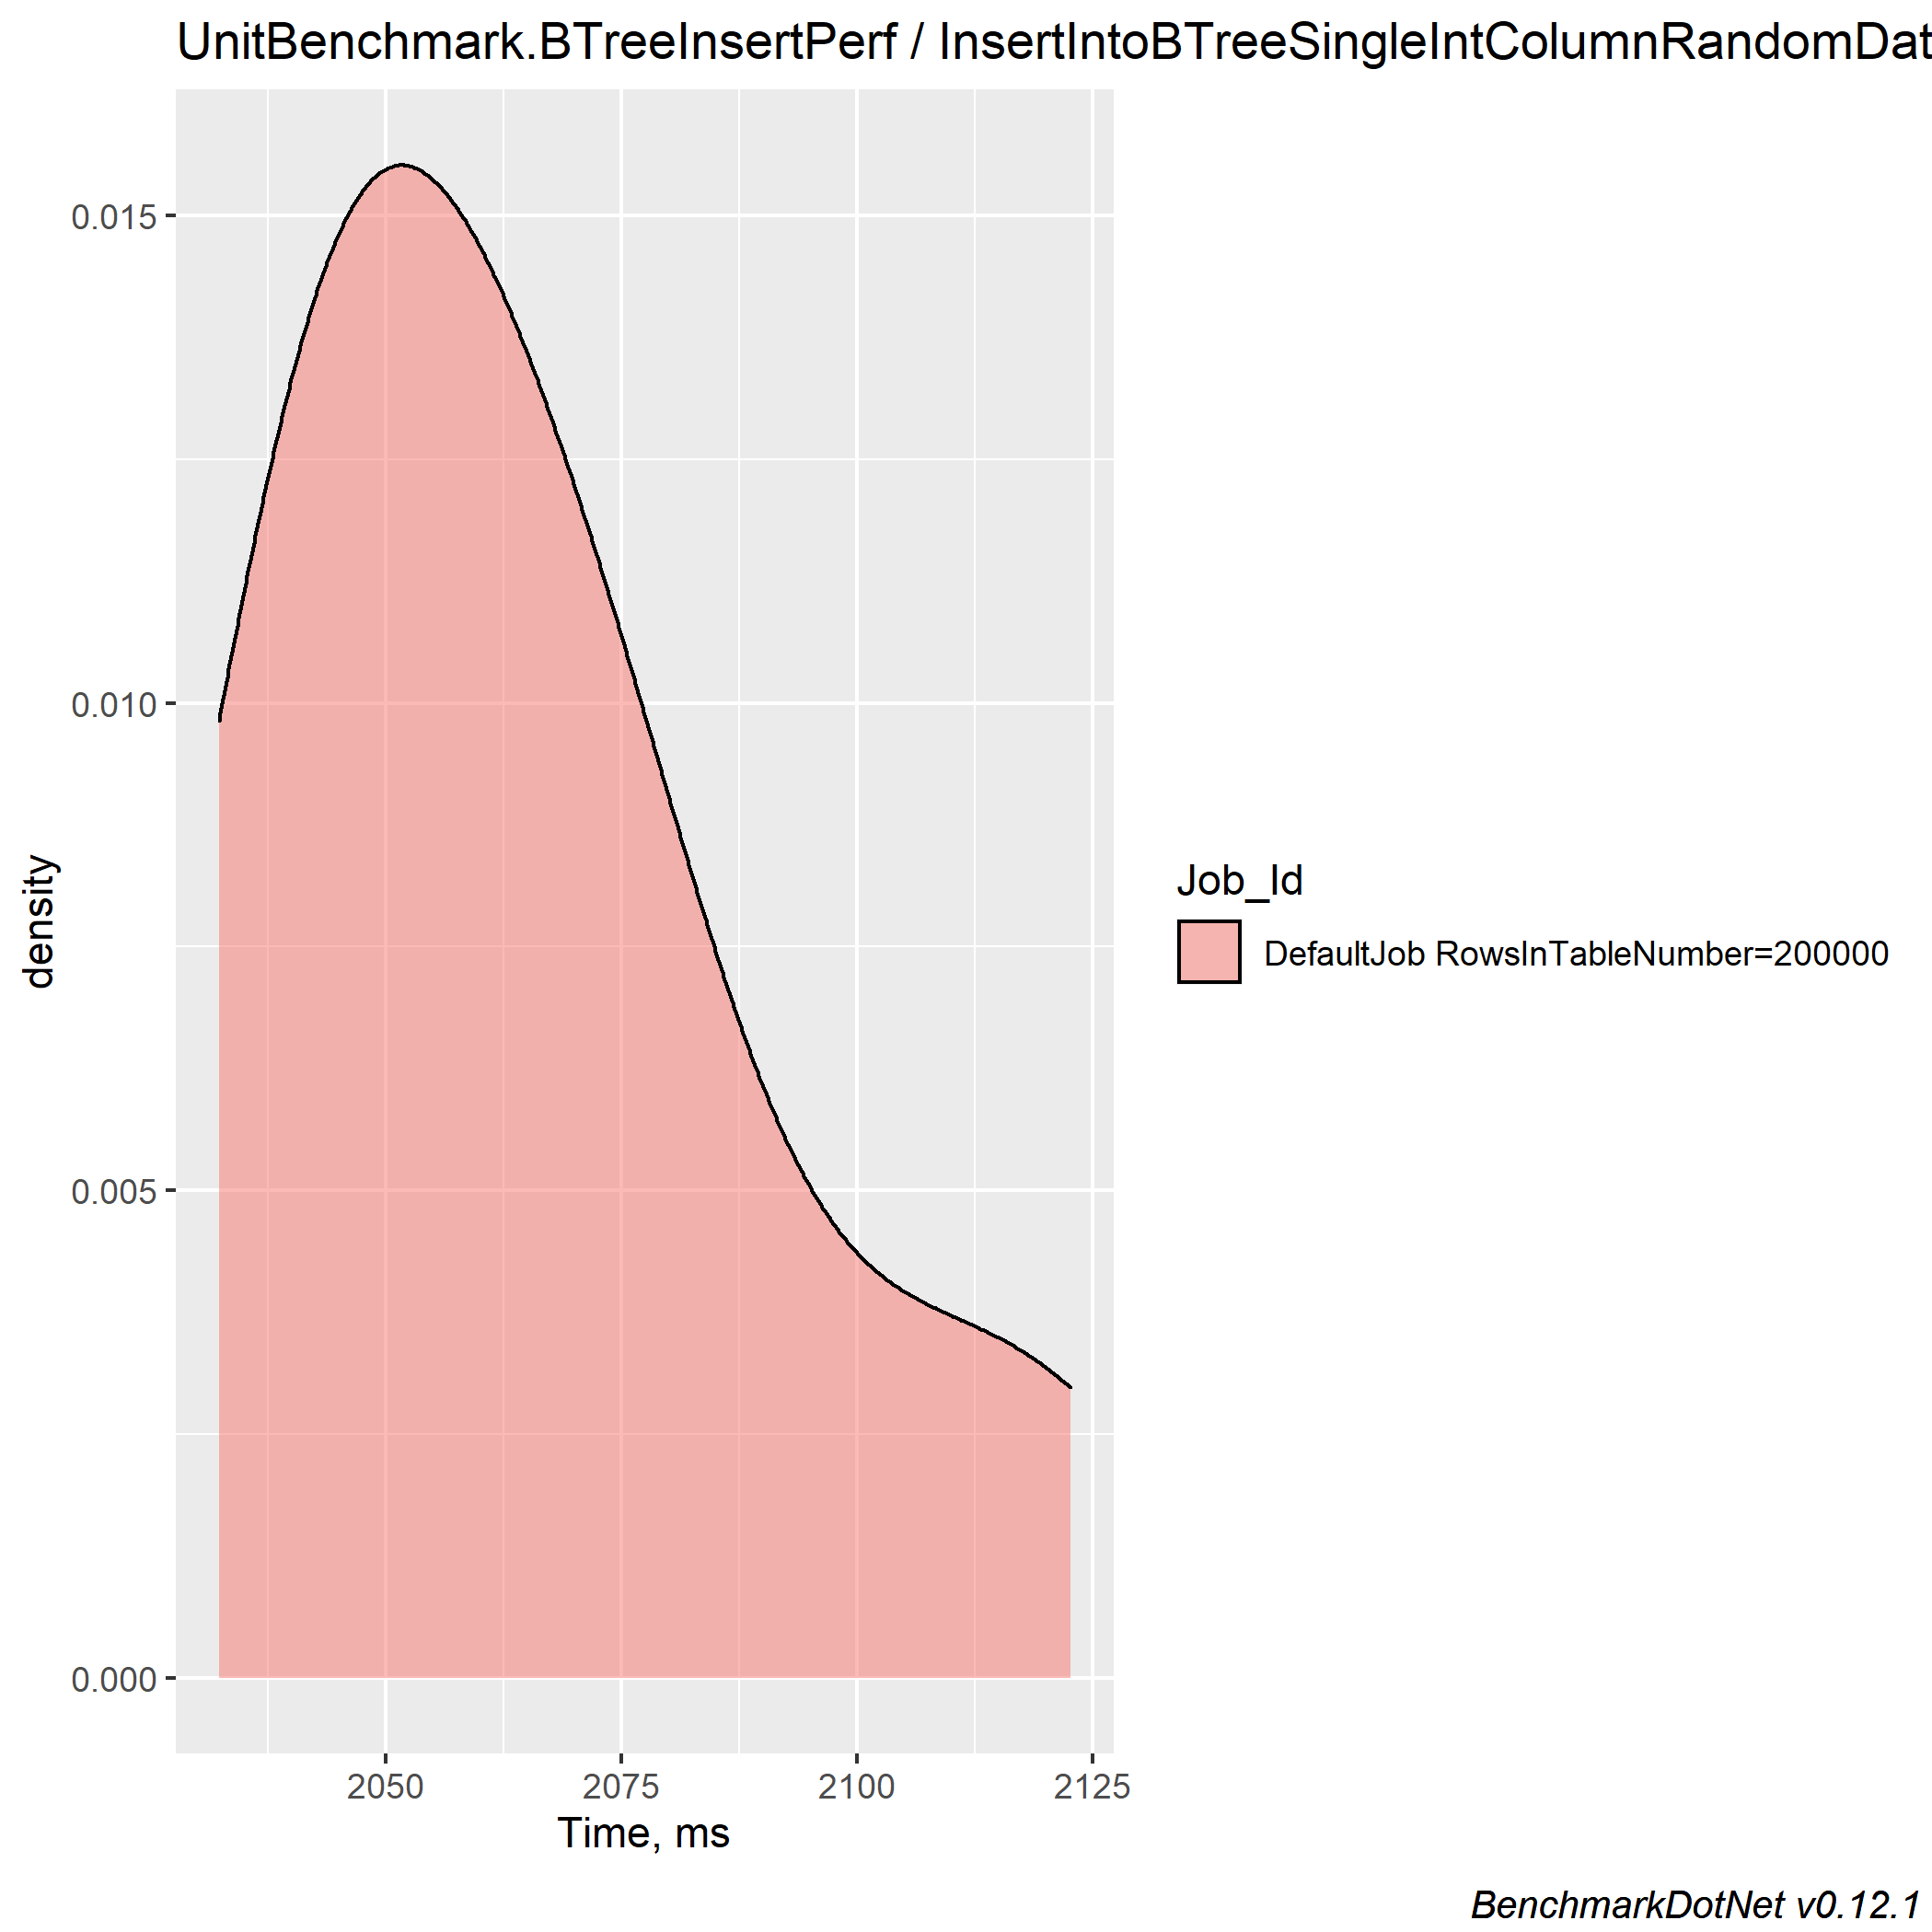 UnitBenchmark.BTreeInsertPerf / InsertIntoBTreeSingleIntColumnRandomDat
0.015
0.010
0.005
0.000
density
2050 2075 2100 2125
Time, ms
Job_Id
DefaultJob RowsInTableNumber=200000
BenchmarkDotNet v0.12.1